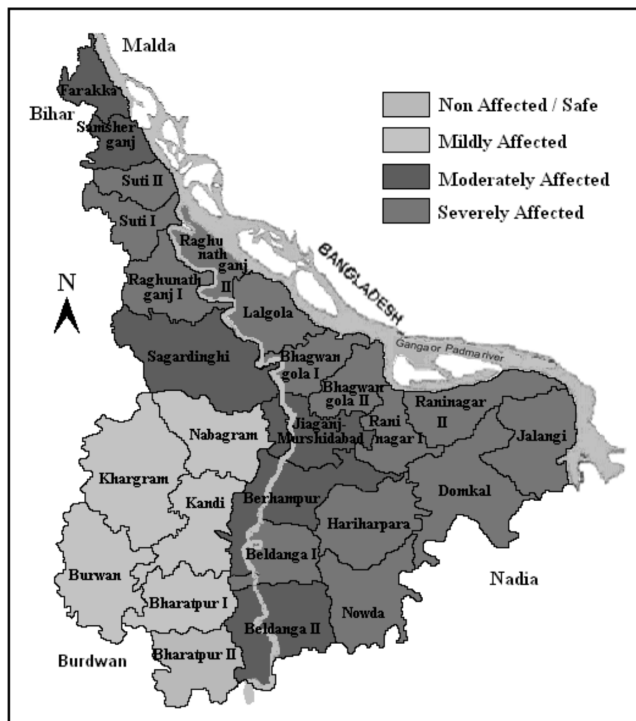 Malda
Farakka
Bihar
Samsher
ganj
Suti II
Suti I
Non Affected / Safe
Mildly Affected
Moderately Affected
Severely Affected
Raghu
nath
ganj
II
BANGLADESH
N
Raghunath
ganj I
Lalgola
Ganga or Padma river
Sagardinghi
Bhagwan
gola I
Bhagwan
gola II
Raninagar
II
Jiaganj-
Murshidabad
Rani
nagar I
Jalangi
Nabagram
Khargram
Kandi
Berhampur
Domkal
Hariharpara
Beldanga I
Burwan
Nadia
Bharatpur I
Nowda
Beldanga II
Burdwan
Bharatpur II